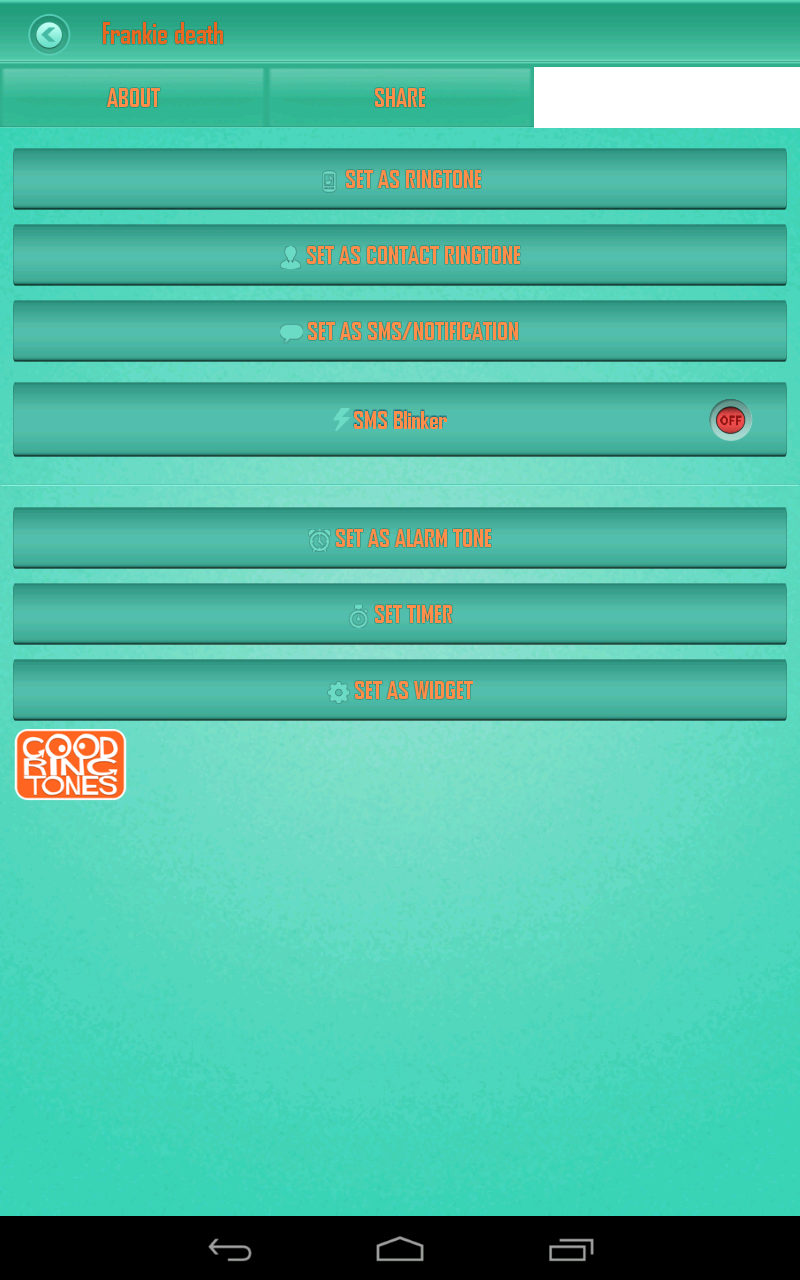 Frankie death
ABOUT
SHARE
SET AS RINGTONE
SET AS CONTACT RINGTONE
SET AS SMS/NOTIFICATION
SMS Blinker
OFF
SET AS ALARM TONE
SET TIMER
SET AS WIDGET
GOOD
RING
TONES